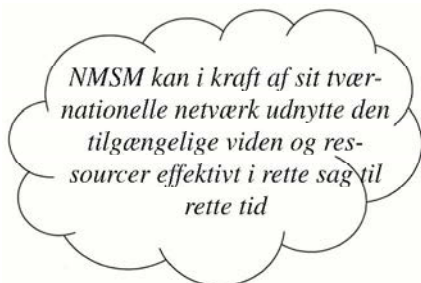 NMSM kan i kraft af sit tvær-
nationelle netværk udnytte den
tilgængelige viden og res-
sourcer effektivt i rette sag til
rette tid